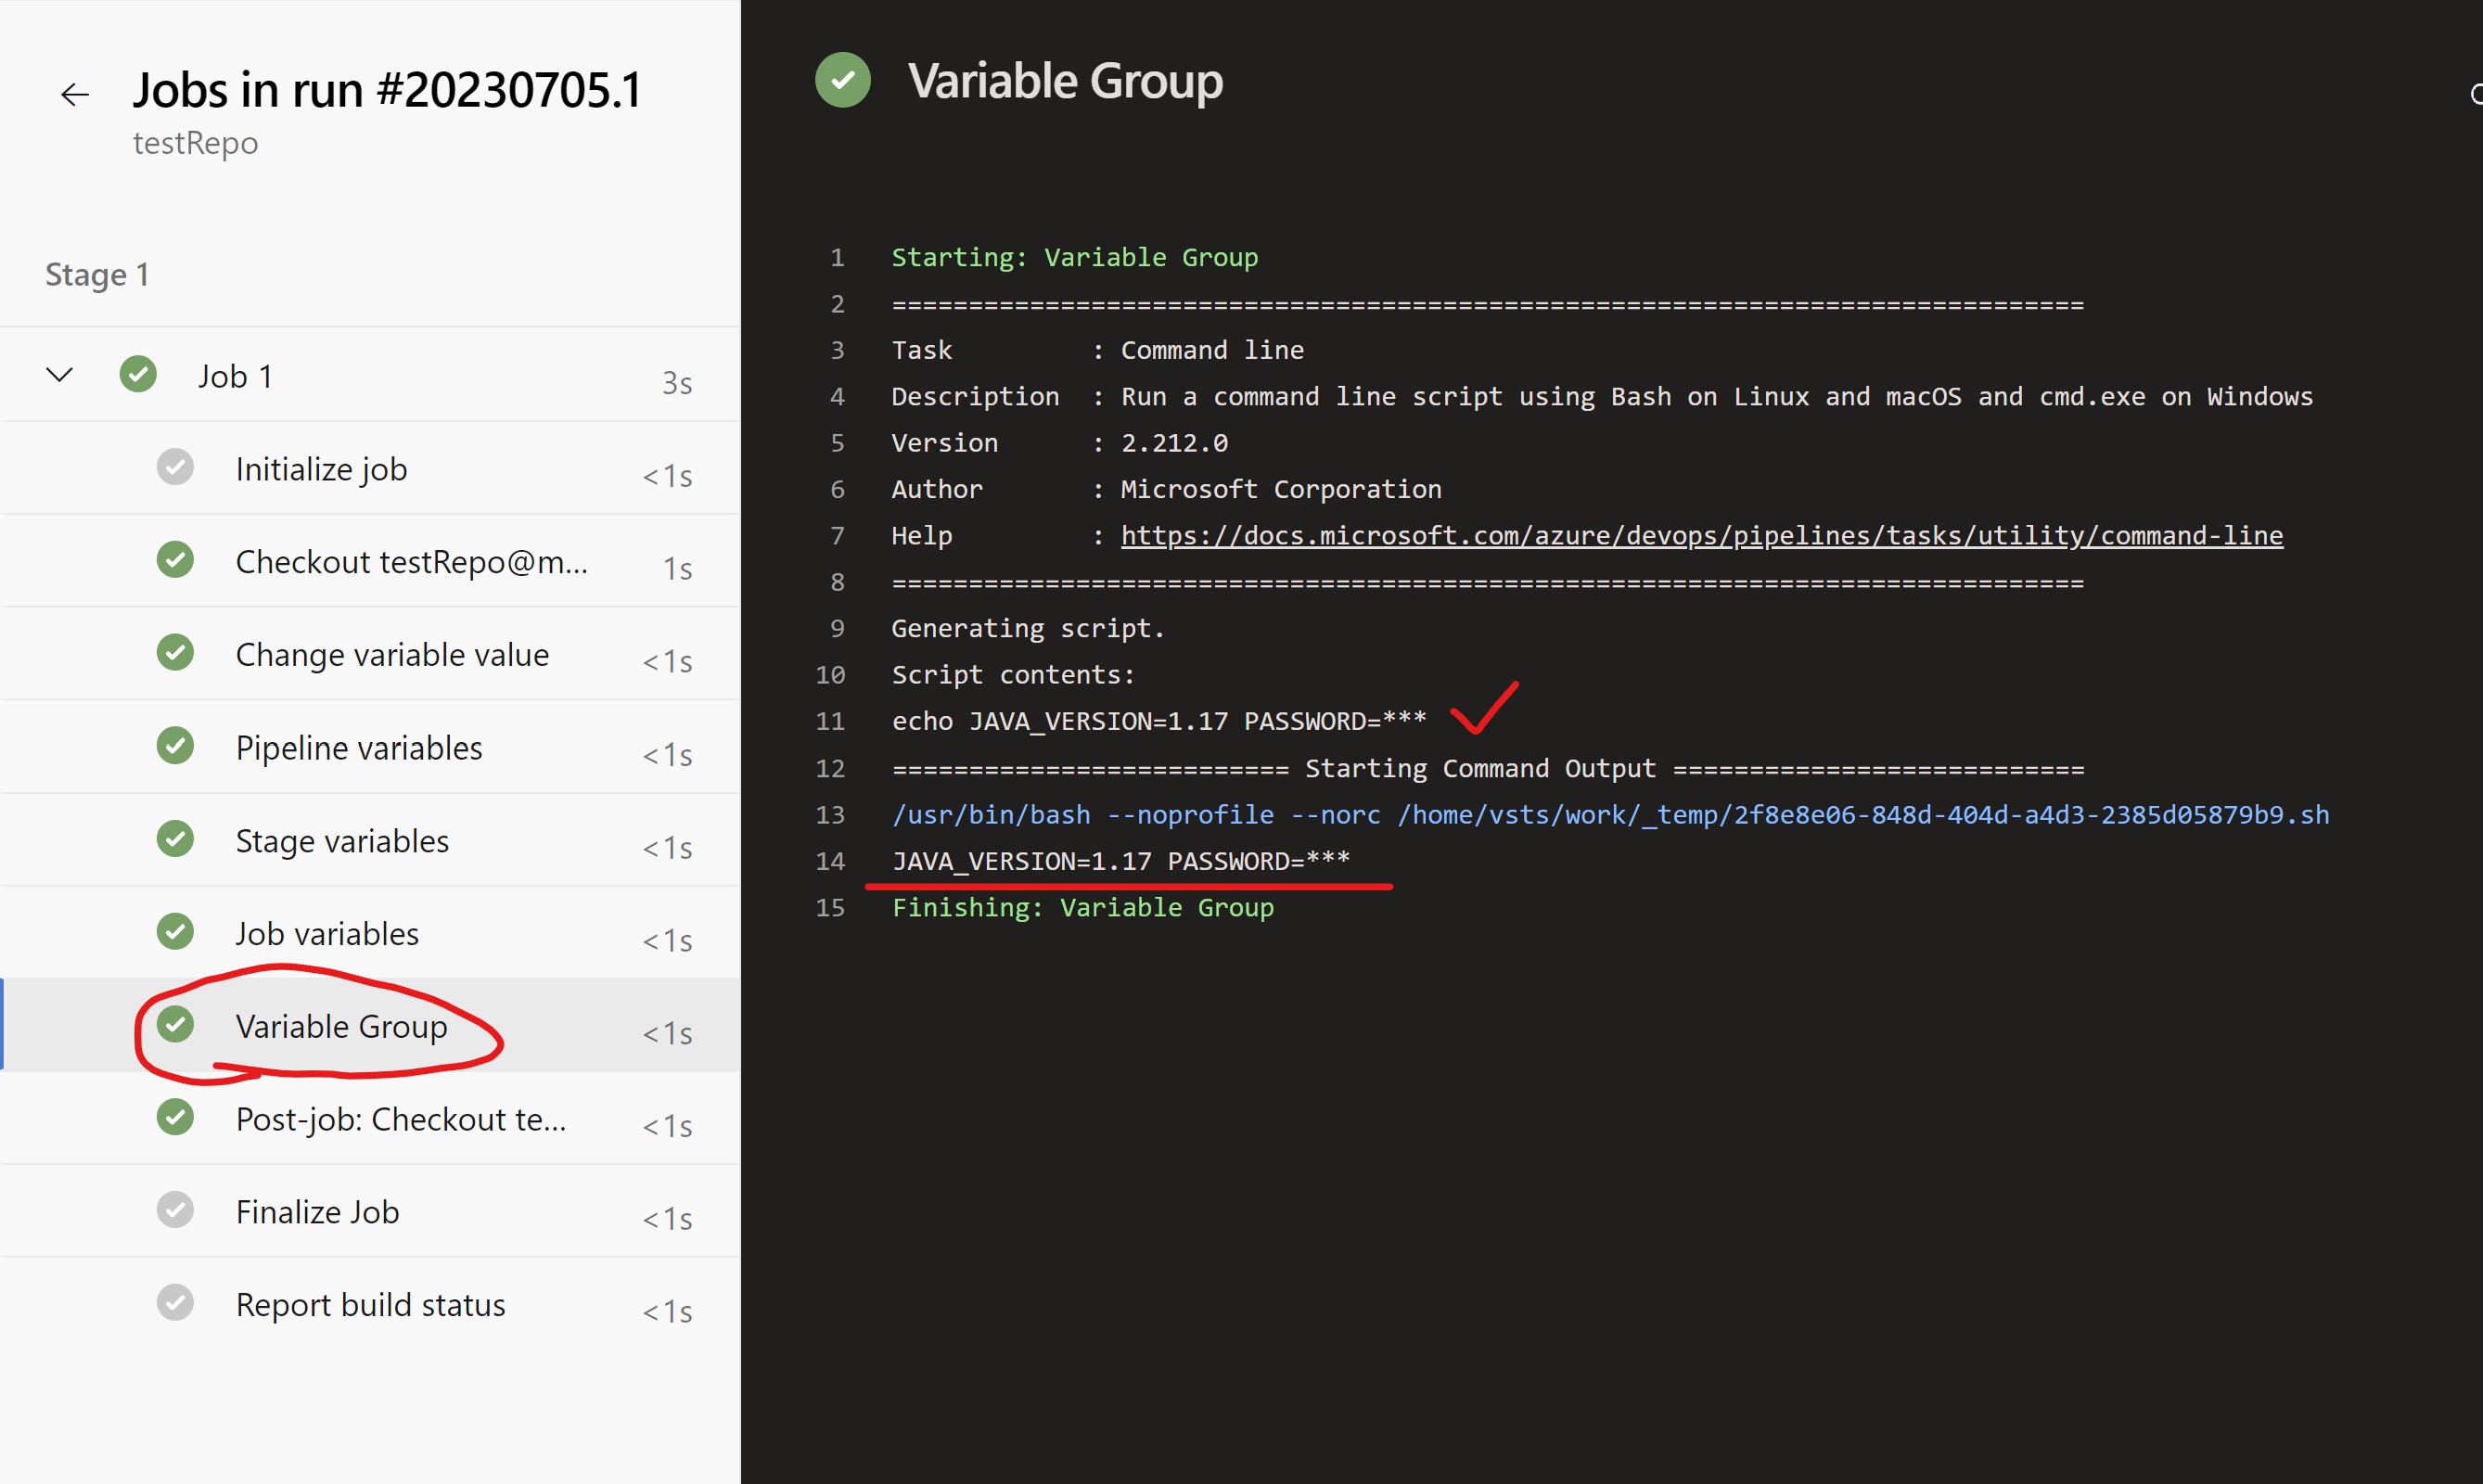 Jobs in run #20230705.1
testRepo
Stage 1
Job 1 3s
Initialize job <1s
Checkout testRepo@m... 1s
Change variable value <1s
Pipeline variables <1s
Stage variables <1s
Job variables <1s
Variable Group <1s
Post-job: Checkout te... <1s
Finalize Job <1s
Report build status <1s
Variable Group
1 Starting: Variable Group
2 ==============================================================================
3 Task         : Command line
4 Description  : Run a command line script using Bash on Linux and macOS and cmd.exe on Windows
5 Version      : 2.212.0
6 Author       : Microsoft Corporation
7 Help         : https://docs.microsoft.com/azure/devops/pipelines/tasks/utility/command-line
8 ==============================================================================
9 Generating script.
10 Script contents:
11 echo JAVA_VERSION=1.17 PASSWORD=***
12 ========================== Starting Command Output ===========================
13 /usr/bin/bash --noprofile --norc /home/vsts/work/_temp/2f8e8e06-848d-404d-a4d3-2385d05879b9.sh
14 JAVA_VERSION=1.17 PASSWORD=***
15 Finishing: Variable Group